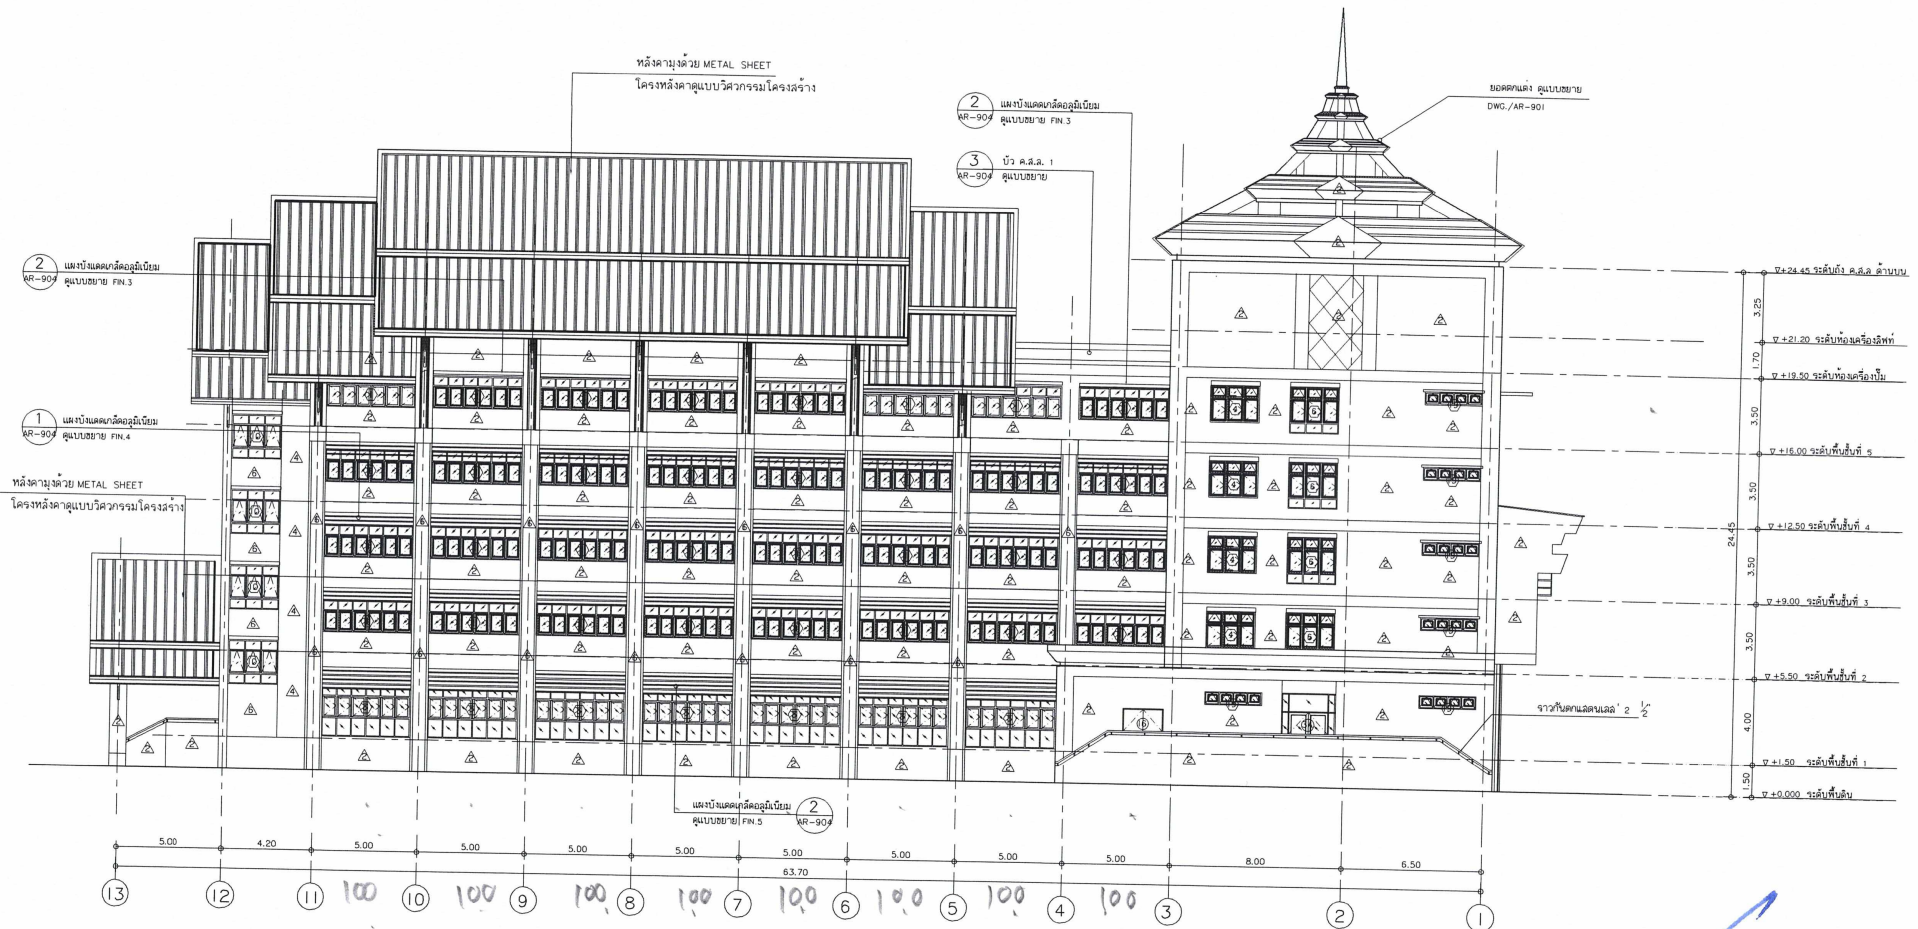 หลังคามุงด้วย METAL SHEET
โครงหลังคาดูแบบวิศวกรรมโครงสร้าง
2
AR-904
แผงบังแดดเกล็ดอลูมิเนียม
ดูแบบขยาย FIN.3
3
AR-904
บัว ค.ส.ล. 1
ดูแบบขยาย
ยอดตกแต่ง ดูแบบขยาย
DWG./AR-901
2
AR-904
แผงบังแดดเกล็ดอลูมิเนียม
ดูแบบขยาย FIN.3
1
AR-904
แผงบังแดดเกล็ดอลูมิเนียม
ดูแบบขยาย FIN.4
หลังคามุงด้วย METAL SHEET
โครงหลังคาดูแบบวิศวกรรมโครงสร้าง
+24.45 ระดับถัง ค.ส.ล ด้านบน
3.25
+21.20 ระดับห้องเครื่องลิฟท์
1.70
+19.50 ระดับห้องเครื่องปั๊ม
3.50
+16.00 ระดับพื้นชั้นที่ 5
3.50
+12.50 ระดับพื้นชั้นที่ 4
24.45
3.50
+9.00 ระดับพื้นชั้นที่ 3
3.50
+5.50 ระดับพื้นชั้นที่ 2
ราวกันตกแสตนเลส 2 1/2"
4.00
+1.50 ระดับพื้นชั้นที่ 1
1.50
+0.000 ระดับพื้นดิน
แผงบังแดดเกล็ดอลูมิเนียม
ดูแบบขยาย FIN.5
2
AR-904
5.00 4.20 5.00 5.00 5.00 5.00 5.00 5.00 5.00 5.00 8.00 6.50
63.70
13 12 11 10 9 8 7 6 5 4 3 2 1
100 100 100 100 100 100 100 100